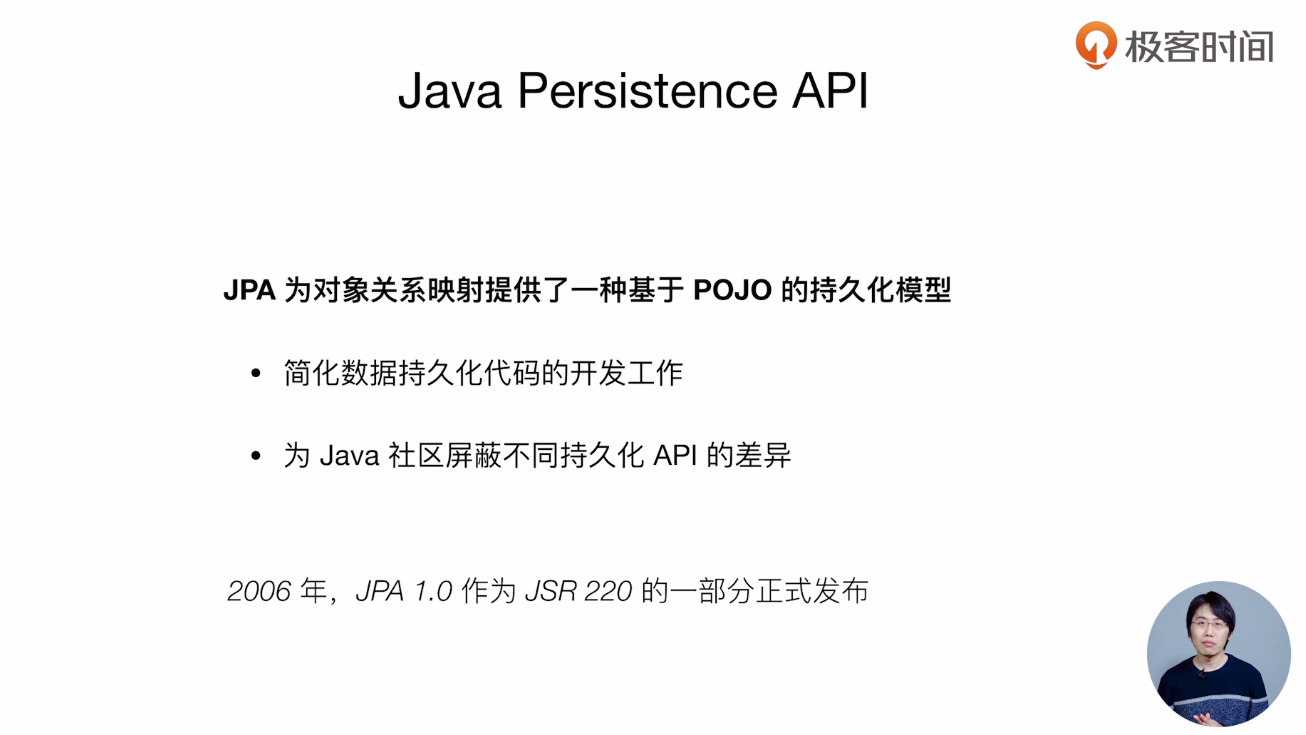 极客时间
Java Persistence API
JPA 为对象关系映射提供了一种基于 POJO 的持久化模型
• 简化数据持久化代码的开发工作
• 为 Java 社区屏蔽不同持久化 API 的差异
2006 年，JPA 1.0 作为 JSR 220 的一部分正式发布